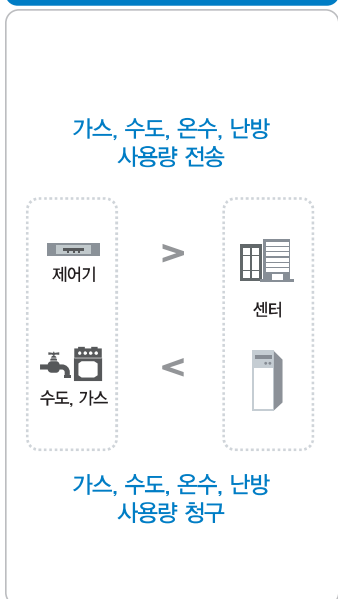 가스, 수도, 온수, 난방
사용량 전송
>
제어기
센터
<
수도, 가스
가스, 수도, 온수, 난방
사용량 청구